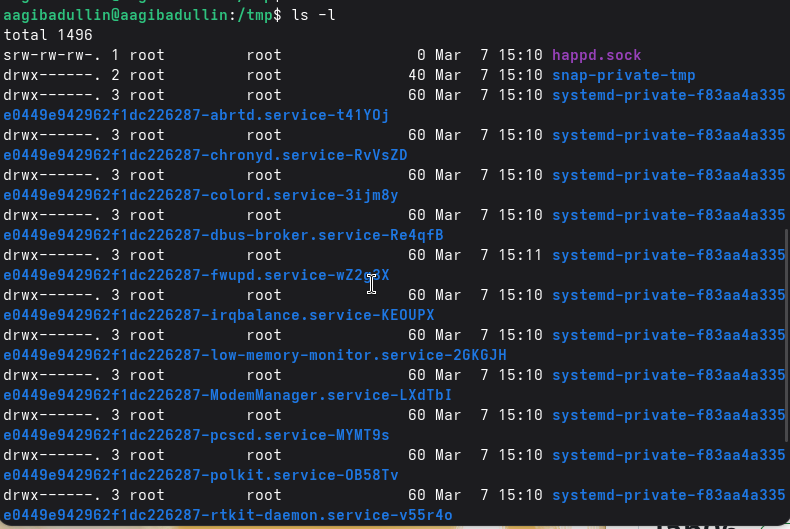 aagibadullin@aagibadullin:/tmp$ ls -l
total 1496
srw-rw-rw-. 1 root         root               0 Mar  7 15:10 happd.sock
drwx------. 2 root         root              40 Mar  7 15:10 snap-private-tmp
drwx------. 3 root         root              60 Mar  7 15:10 systemd-private-f83aa4a335
e0449e942962f1dc226287-abrtd.service-t41YOj
drwx------. 3 root         root              60 Mar  7 15:10 systemd-private-f83aa4a335
e0449e942962f1dc226287-chronyd.service-RvVsZD
drwx------. 3 root         root              60 Mar  7 15:10 systemd-private-f83aa4a335
e0449e942962f1dc226287-colord.service-3ijm8y
drwx------. 3 root         root              60 Mar  7 15:10 systemd-private-f83aa4a335
e0449e942962f1dc226287-dbus-broker.service-Re4qfB
drwx------. 3 root         root              60 Mar  7 15:11 systemd-private-f83aa4a335
drwx------. 3 root         root              60 Mar  7 15:10 systemd-private-f83aa4a335
e0449e942962f1dc226287-irqbalance.service-KEOUPX
drwx------. 3 root         root              60 Mar  7 15:10 systemd-private-f83aa4a335
e0449e942962f1dc226287-low-memory-monitor.service-2GKGJH
drwx------. 3 root         root              60 Mar  7 15:10 systemd-private-f83aa4a335
e0449e942962f1dc226287-ModemManager.service-LXdTbI
drwx------. 3 root         root              60 Mar  7 15:10 systemd-private-f83aa4a335
e0449e942962f1dc226287-pcscd.service-MYMT9s
drwx------. 3 root         root              60 Mar  7 15:10 systemd-private-f83aa4a335
e0449e942962f1dc226287-polkit.service-OB58Tv
drwx------. 3 root         root              60 Mar  7 15:10 systemd-private-f83aa4a335
e0449e942962f1dc226287-rtkit-daemon.service-v55r4o